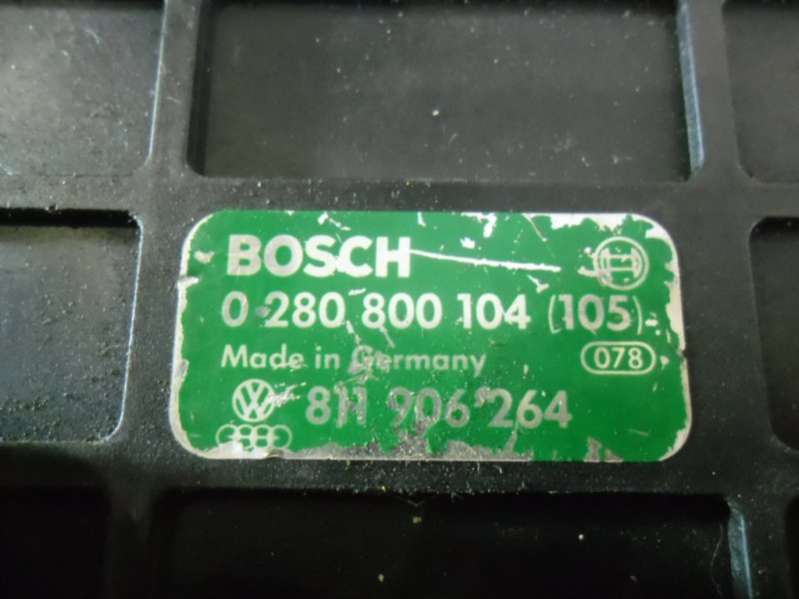 BOSCH
0 280 800 104 (105)
Made in Germany 078
811 906 264